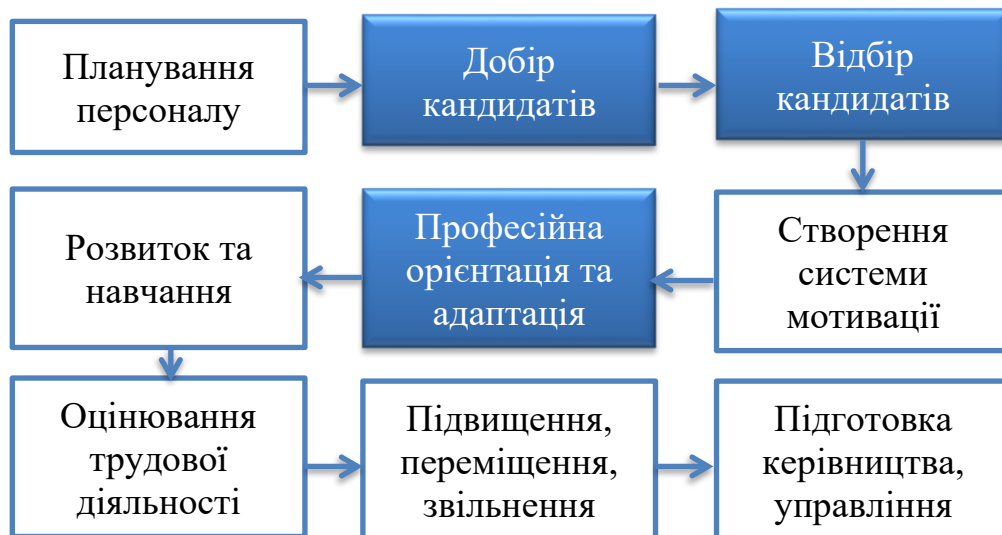 Планування
персоналу
Добір
кандидатів
Відбір
кандидатів
Створення
системи
мотивації
Професійна
орієнтація та
адаптація
Розвиток та
навчання
Оцінювання
трудової
діяльності
Підвищення,
переміщення,
звільнення
Підготовка
керівництва,
управління